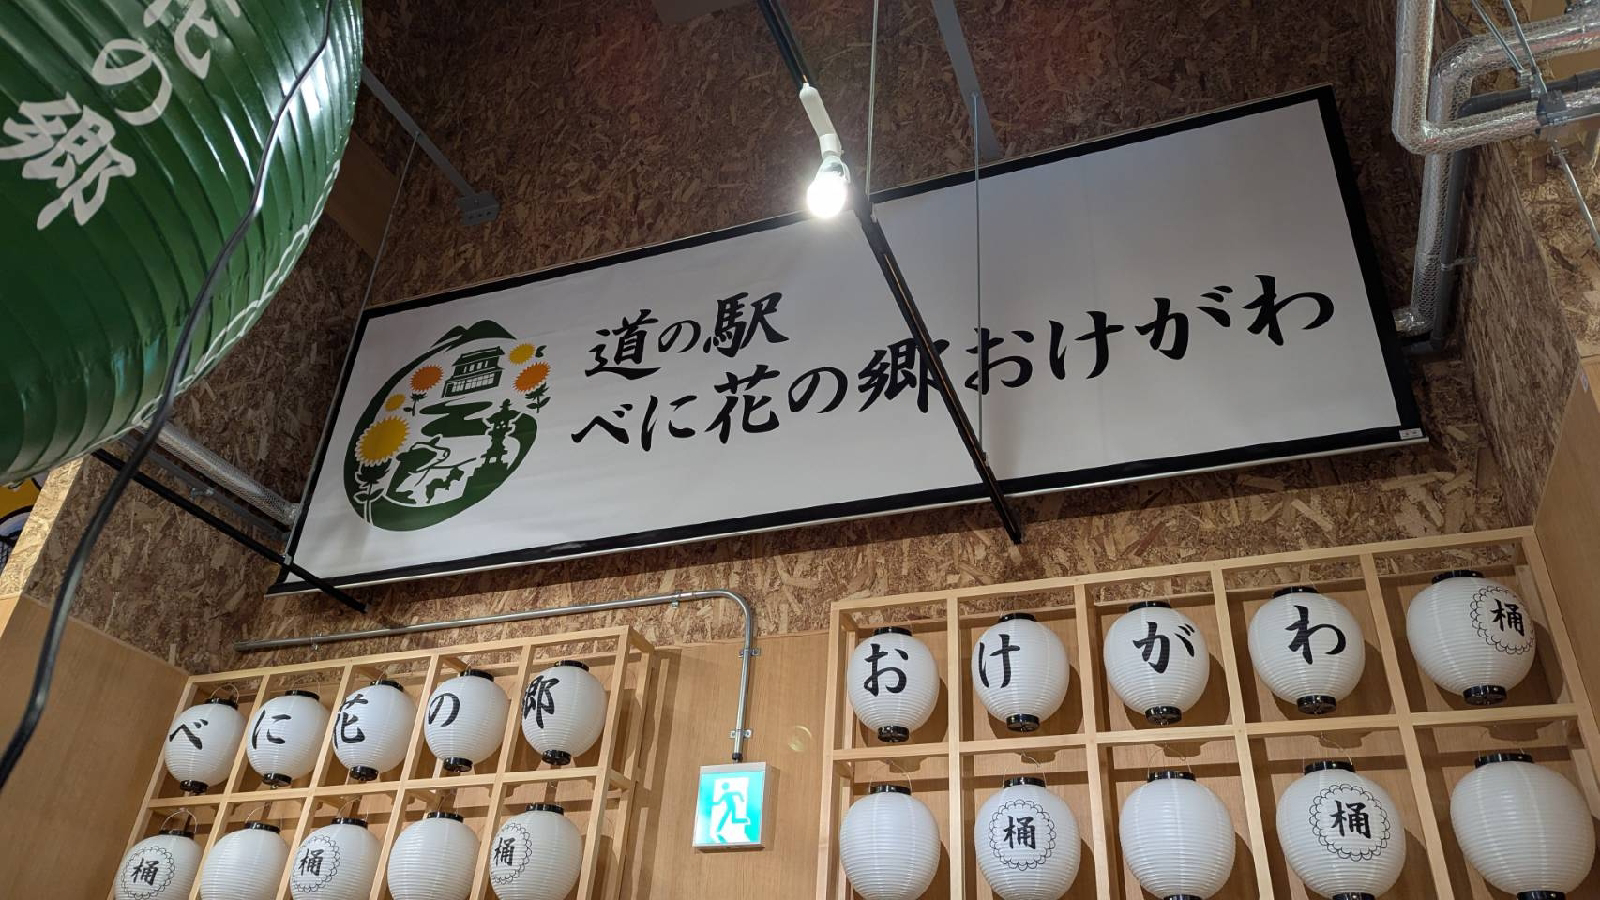 花の郷
道の駅
べに花の郷おけがわ
べに花の郷
おけがわ桶
桶 桶 桶
桶 桶